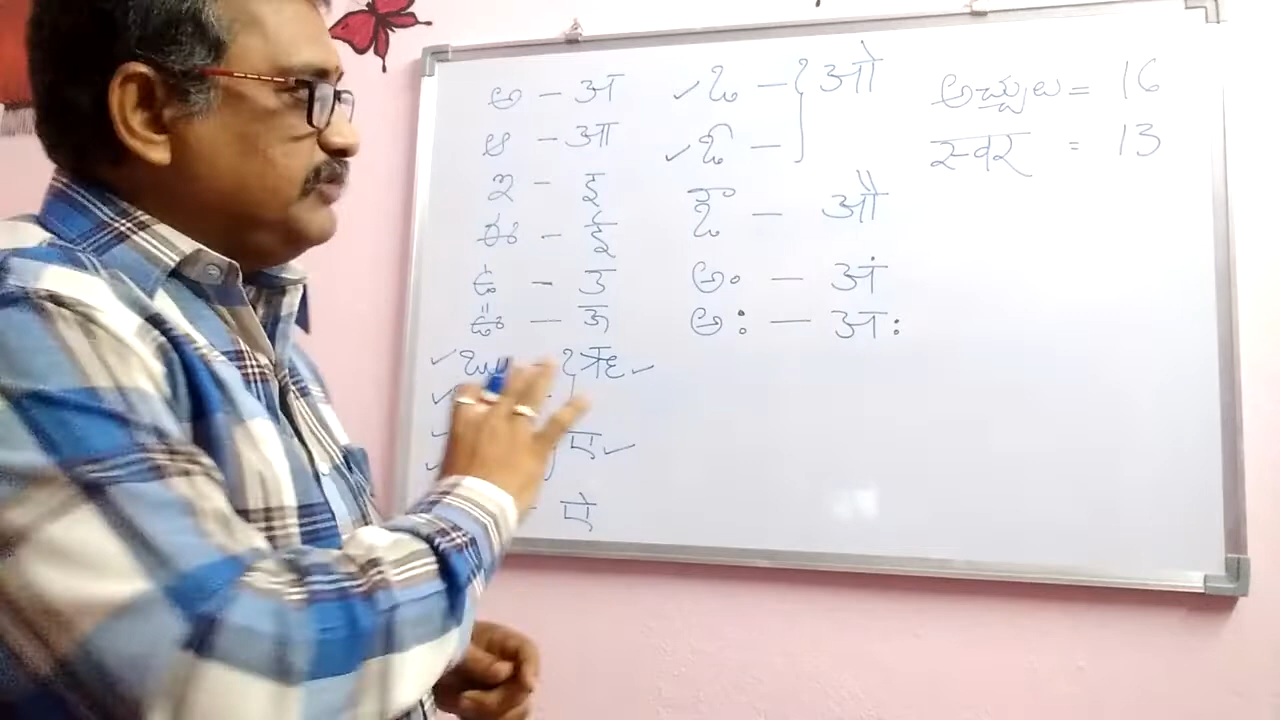 అ - अ
ఆ - आ
ఇ - इ
ఈ - ई
ఉ - उ
ఊ - ऊ
ఋ - ऋ
ए
- ऐ
ఒ - ओ
ఓ -
ఔ - औ
అం - अं
అః - अः
అచ్చులు = 16
स्वर = 13